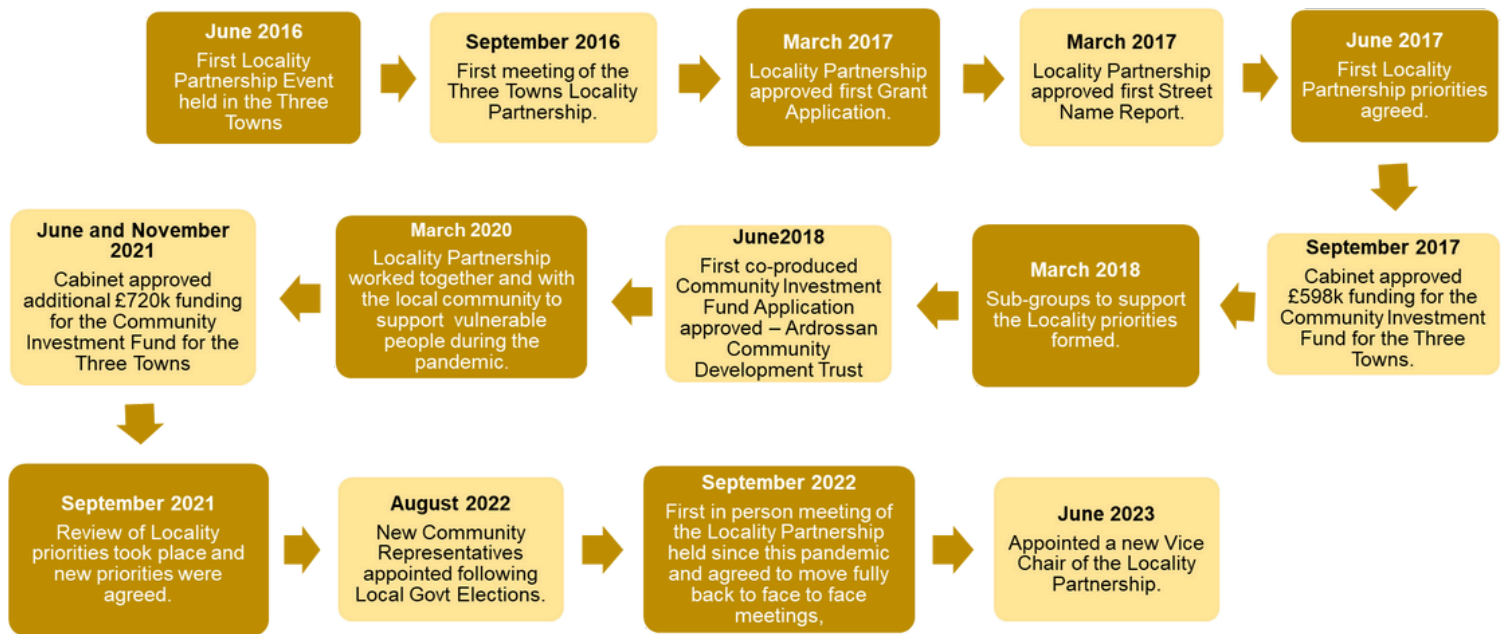 June 2016
First Locality
Partnership Event
held in the Three
Towns
September 2016
First meeting of the
Three Towns Locality
Partnership.
March 2017
Locality Partnership
approved first Grant
Application.
March 2017
Locality Partnership
approved first Street
Name Report.
June 2017
First Locality
Partnership priorities
agreed.
September 2017
Cabinet approved
£598k funding for the
Community Investment
Fund for the Three
Towns.
March 2018
Sub-groups to support
the Locality priorities
formed.
June2018
First co-produced
Community Investment
Fund Application
approved – Ardrossan
Community
Development Trust
March 2020
Locality Partnership
worked together and with
the local community to
support vulnerable
people during the
pandemic.
June and November
2021
Cabinet approved
additional £720k funding
for the Community
Investment Fund for the
Three Towns
September 2021
Review of Locality
priorities took place and
new priorities were
agreed.
August 2022
New Community
Representatives
appointed following
Local Govt Elections.
September 2022
First in person meeting of
the Locality Partnership
held since this pandemic
and agreed to move fully
back to face to face
meetings,
June 2023
Appointed a new Vice
Chair of the Locality
Partnership.